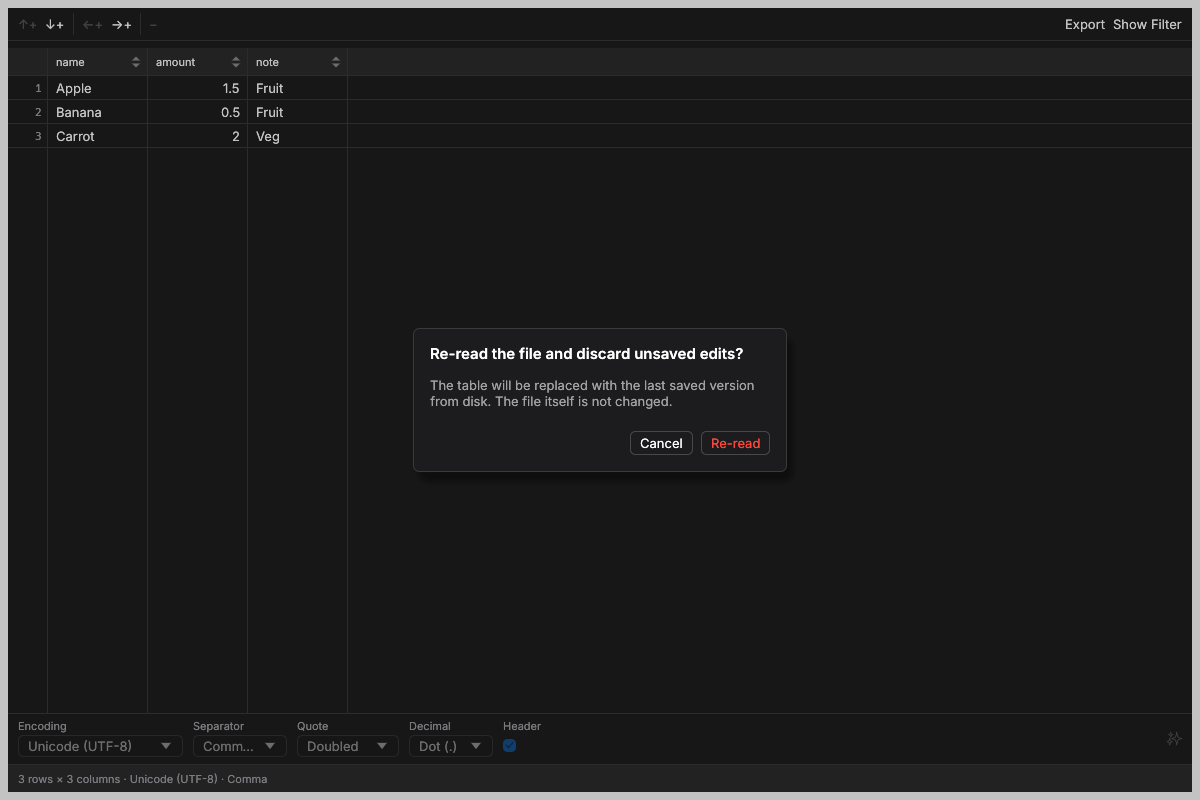 ↑+ ↓+ ←+ →+ − Export Show Filter
name amount note
1 Apple 1.5 Fruit
2 Banana 0.5 Fruit
3 Carrot 2 Veg
Re-read the file and discard unsaved edits?
The table will be replaced with the last saved version
from disk. The file itself is not changed.
Cancel Re-read
Encoding Separator Quote Decimal Header
Unicode (UTF-8) Comm... Doubled Dot (.)
3 rows × 3 columns · Unicode (UTF-8) · Comma